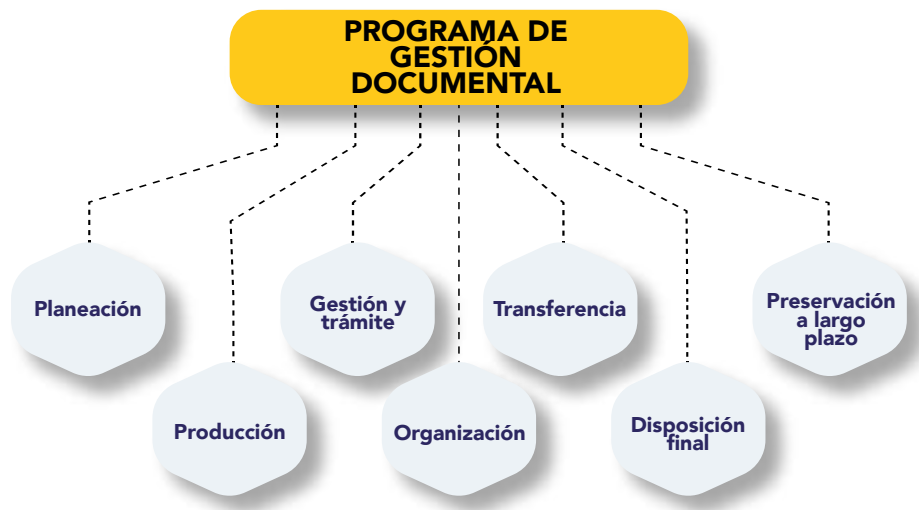 PROGRAMA DE
GESTIÓN
DOCUMENTAL
Planeación
Producción
Gestión y
trámite
Organización
Transferencia
Disposición
final
Preservación
a largo
plazo